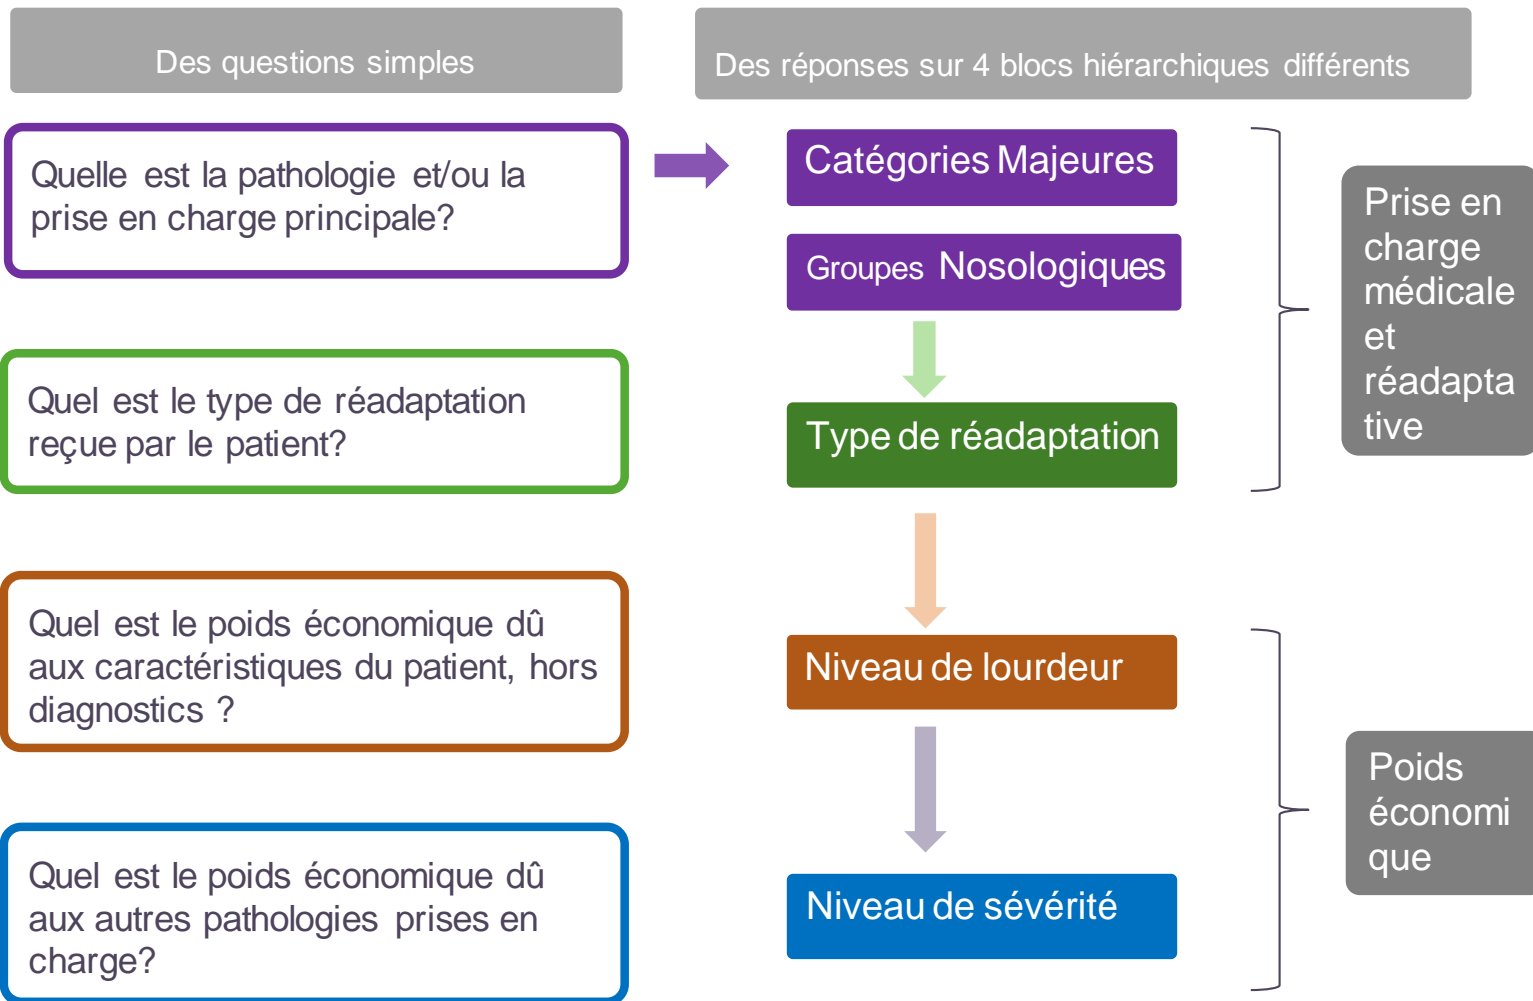 Des questions simples
Des réponses sur 4 blocs hiérarchiques différents
Quelle est la pathologie et/ou la
prise en charge principale?
Catégories Majeures
Groupes Nosologiques
Prise en
charge
médicale
et
réadapta
tive
Quel est le type de réadaptation
reçue par le patient?
Type de réadaptation
Quel est le poids économique dû
aux caractéristiques du patient, hors
diagnostics ?
Niveau de lourdeur
Poids
économi
que
Quel est le poids économique dû
aux autres pathologies prises en
charge?
Niveau de sévérité